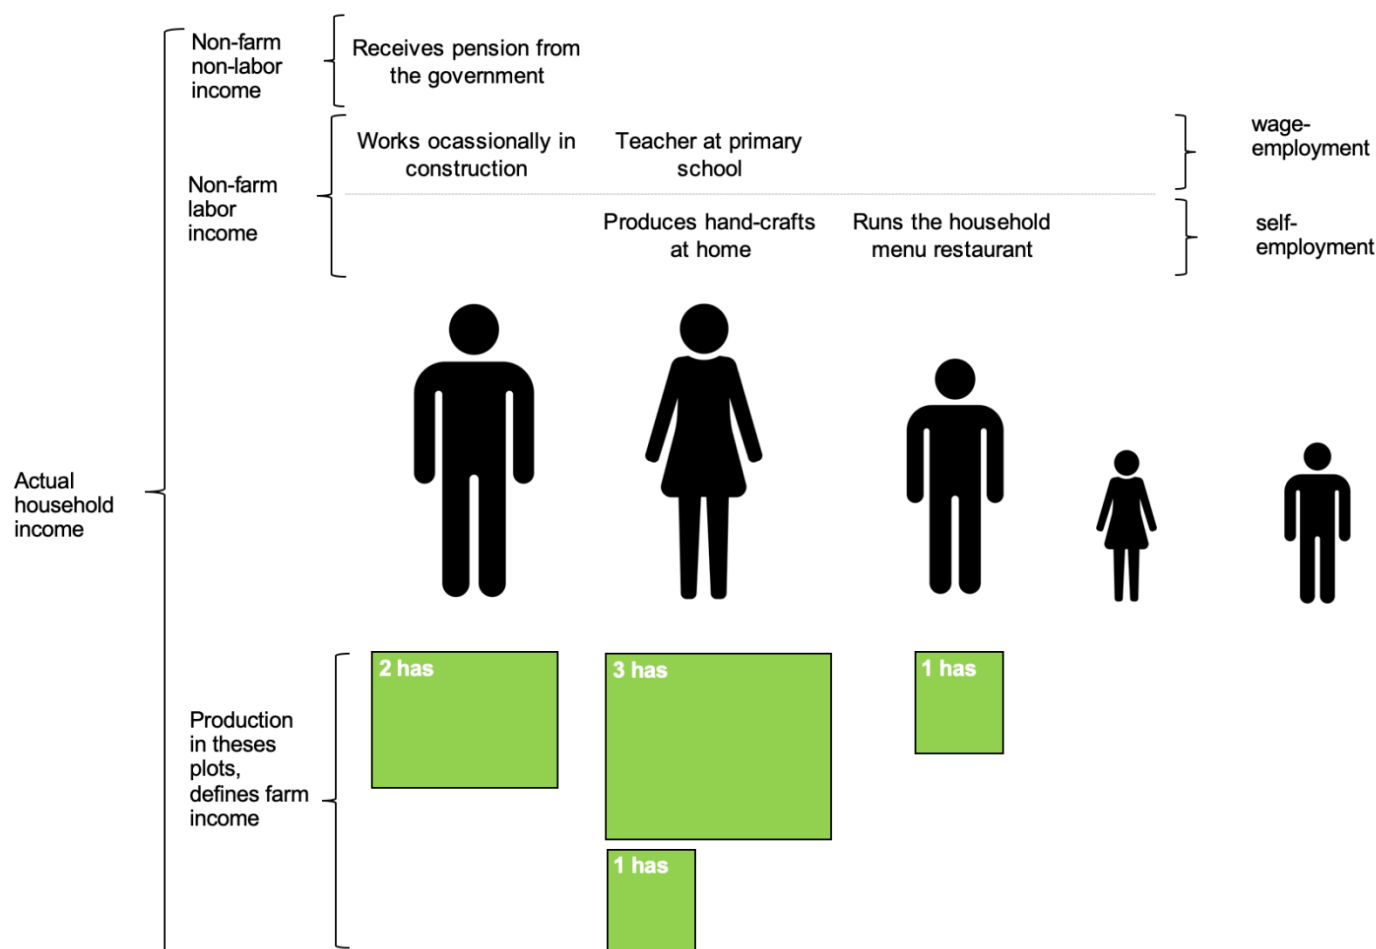 Non-farm
non-labor
income
Receives pension from
the government
Works ocassionally in
construction
Teacher at primary
school
wage-
employment
Non-farm
labor
income
Produces hand-crafts
at home
Runs the household
menu restaurant
self-
employment
Actual
household
income
2 has
3 has
1 has
Production
in theses
plots,
defines farm
income
1 has